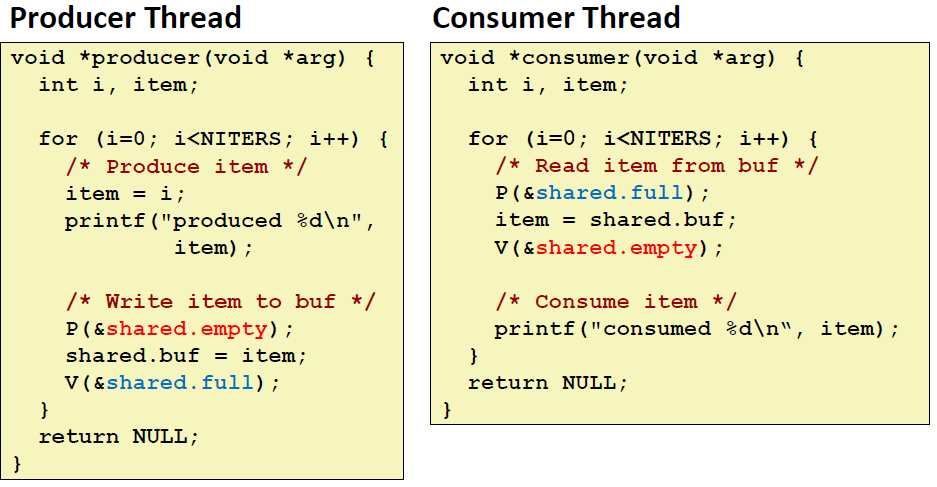 Producer Thread
void *producer(void *arg) {
  int i, item;
  for (i=0; i<NITERS; i++) {
    /* Produce item */
    item = i;
    printf("produced %d\n",
            item);
    /* Write item to buf */
    P(&shared.empty);
    shared.buf = item;
    V(&shared.full);
  }
  return NULL;
}
Consumer Thread
void *consumer(void *arg) {
  int i, item;
  for (i=0; i<NITERS; i++) {
    /* Read item from buf */
    P(&shared.full);
    item = shared.buf;
    V(&shared.empty);
    /* Consume item */
    printf("consumed %d\n“, item);
  }
  return NULL;
}